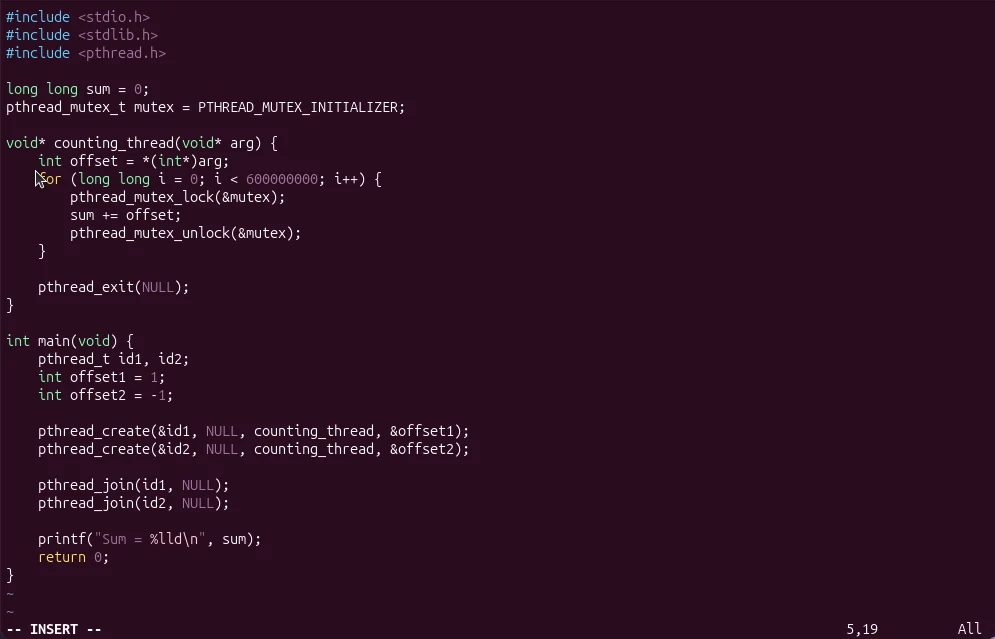 #include <stdio.h>
#include <stdlib.h>
#include <pthread.h>

long long sum = 0;
pthread_mutex_t mutex = PTHREAD_MUTEX_INITIALIZER;

void* counting_thread(void* arg) {
    int offset = *(int*)arg;
    for (long long i = 0; i < 600000000; i++) {
        pthread_mutex_lock(&mutex);
        sum += offset;
        pthread_mutex_unlock(&mutex);
    }

    pthread_exit(NULL);
}

int main(void) {
    pthread_t id1, id2;
    int offset1 = 1;
    int offset2 = -1;

    pthread_create(&id1, NULL, counting_thread, &offset1);
    pthread_create(&id2, NULL, counting_thread, &offset2);

    pthread_join(id1, NULL);
    pthread_join(id2, NULL);

    printf("Sum = %lld\n", sum);
    return 0;
}
~
~
-- INSERT -- 5,19 All